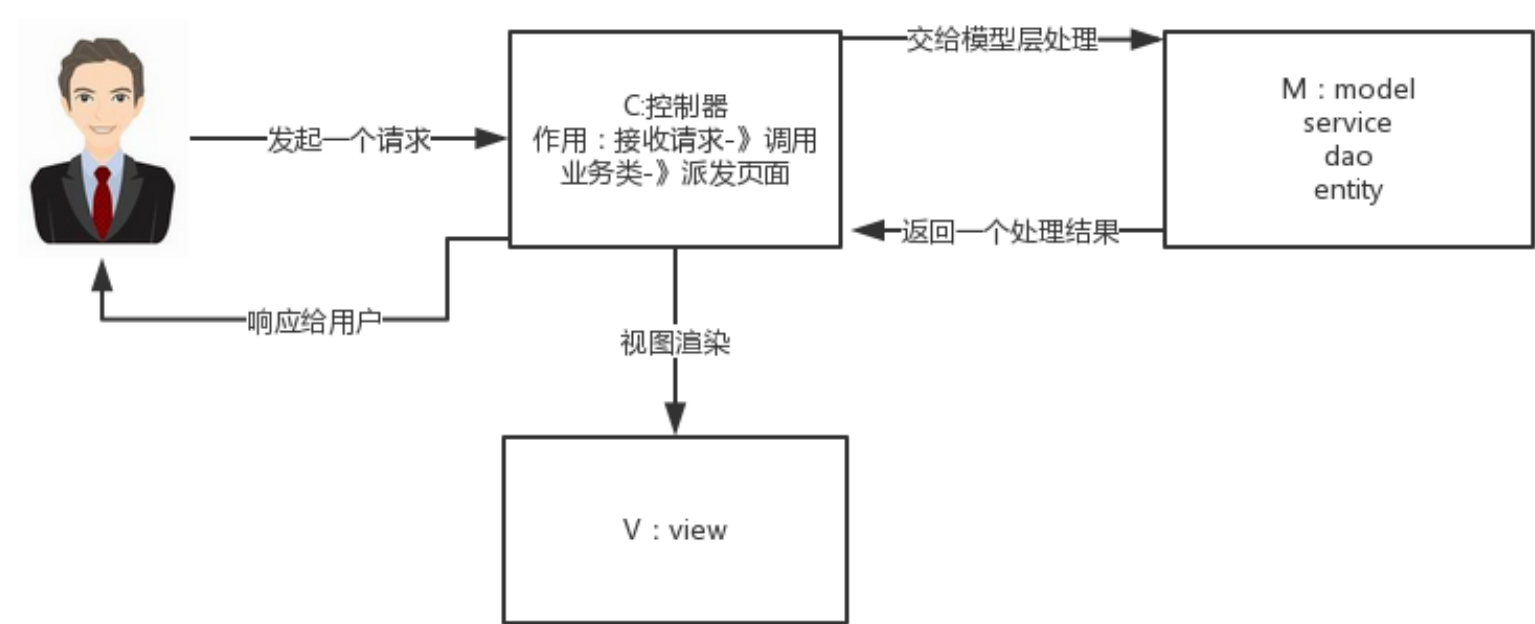 发起一个请求
C:控制器
作用：接收请求-》调用
业务类-》派发页面
交给模型层处理
M：model
service
dao
entity
返回一个处理结果
响应给用户
视图渲染
V：view